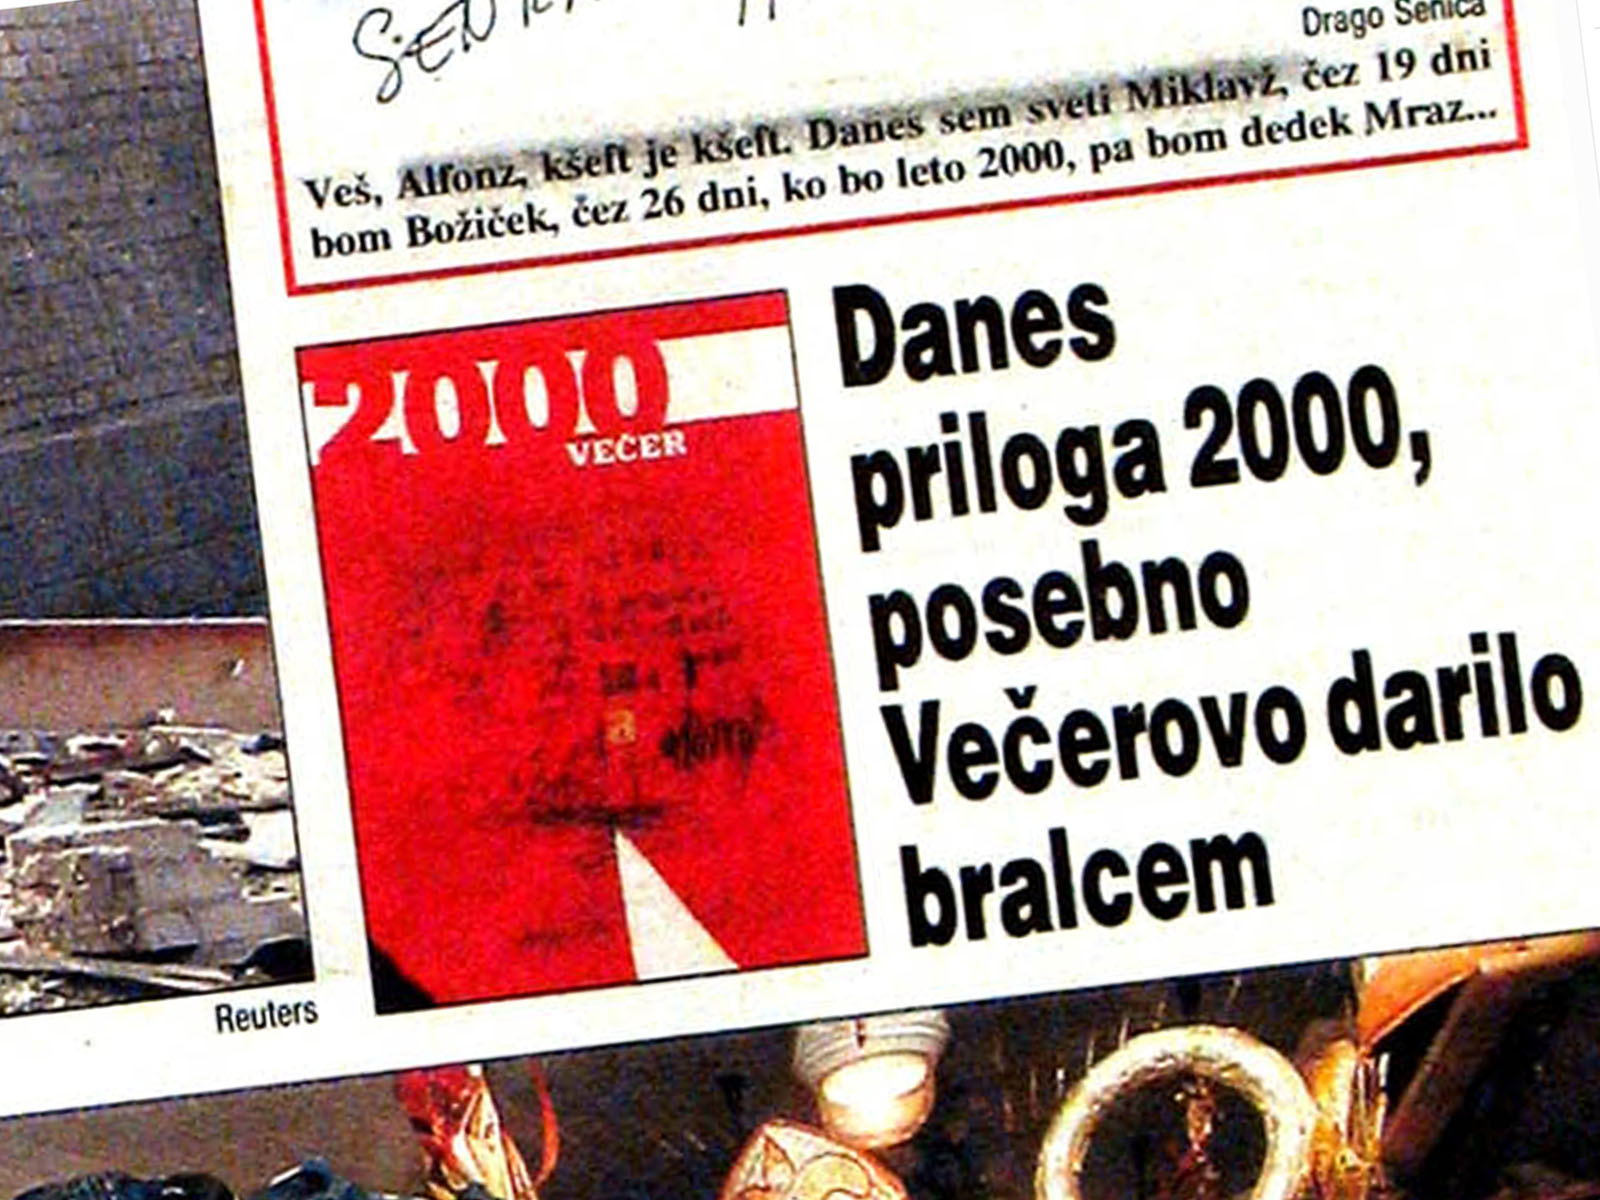 Drago Senica
Veš, Alfonz, kšeft je kšeft. Danes sem sveti Miklavž, čez 19 dni
bom Božiček, čez 26 dni, ko bo leto 2000, pa bom dedek Mraz...
2000
VEČER
Danes
priloga 2000,
posebno
Večerovo darilo
bralcem
Reuters